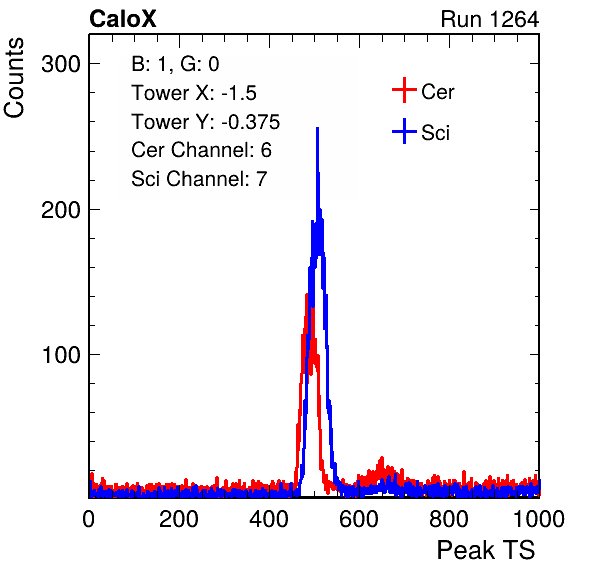 CaloX Run 1264
Counts
300
200
100
B: 1, G: 0
Tower X: -1.5
Tower Y: -0.375
Cer Channel: 6
Sci Channel: 7
Cer
Sci
0 200 400 600 800 1000
Peak TS